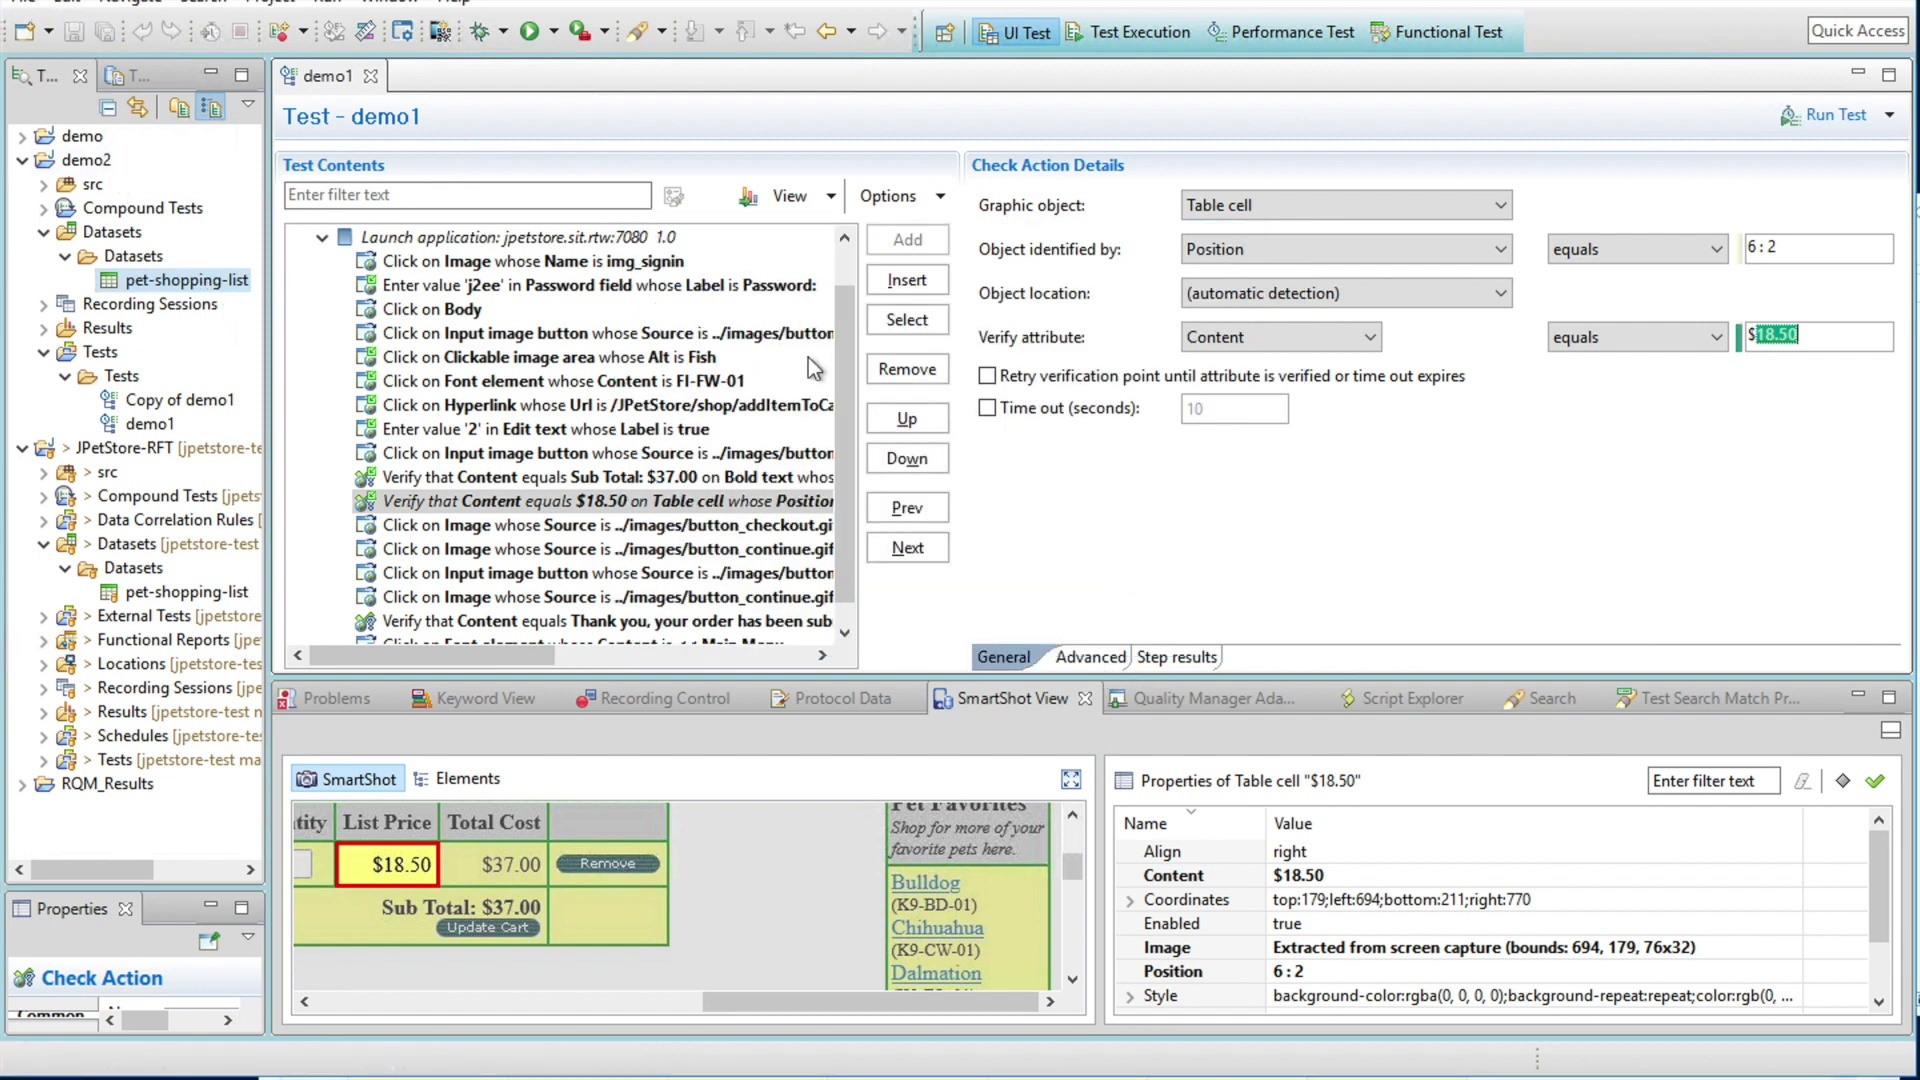 UI Test
Test Execution
Performance Test
Functional Test
Quick Access
T...
T...
demo1
Test - demo1
Run Test
demo
demo2
src
Compound Tests
Datasets
Datasets
pet-shopping-list
Recording Sessions
Results
Tests
Tests
Copy of demo1
demo1
> JPetStore-RFT [jpetstore-te
> src
> Compound Tests [jpets
> Data Correlation Rules [
> Datasets [jpetstore-test
> Datasets
pet-shopping-list
> External Tests [jpetstore
> Functional Reports [jpe
> Locations [jpetstore-tes
> Recording Sessions [jpe
> Results [jpetstore-test n
> Schedules [jpetstore-tes
> Tests [jpetstore-test ma
RQM_Results
Test Contents
Enter filter text
View
Options
Launch application: jpetstore.sit.rtw:7080 1.0
Click on Image whose Name is img_signin
Enter value 'j2ee' in Password field whose Label is Password:
Click on Body
Click on Input image button whose Source is ../images/button
Click on Clickable image area whose Alt is Fish
Click on Font element whose Content is FI-FW-01
Click on Hyperlink whose Url is /JPetStore/shop/addItemToCa
Enter value '2' in Edit text whose Label is true
Click on Input image button whose Source is ../images/button
Verify that Content equals Sub Total: $37.00 on Bold text whos
Verify that Content equals $18.50 on Table cell whose Position
Click on Image whose Source is ../images/button_checkout.gi
Click on Image whose Source is ../images/button_continue.gif
Click on Input image button whose Source is ../images/button
Click on Image whose Source is ../images/button_continue.gif
Verify that Content equals Thank you, your order has been sub
Add
Insert
Select
Remove
Up
Down
Prev
Next
Check Action Details
Graphic object:
Table cell
Object identified by:
Position
equals
6 : 2
Object location:
(automatic detection)
Verify attribute:
Content
equals
$18.50
Retry verification point until attribute is verified or time out expires
Time out (seconds):
10
General
Advanced
Step results
Problems
Keyword View
Recording Control
Protocol Data
SmartShot View
Quality Manager Ada...
Script Explorer
Search
Test Search Match Pr...
SmartShot
Elements
tity
List Price
Total Cost
$18.50
$37.00
Remove
Sub Total: $37.00
Update Cart
Pet Favorites
Shop for more of your
favorite pets here.
Bulldog
(K9-BD-01)
Chihuahua
(K9-CW-01)
Dalmation
Properties of Table cell "$18.50"
Enter filter text
Name
Value
Align
right
Content
$18.50
Coordinates
top:179;left:694;bottom:211;right:770
Enabled
true
Image
Extracted from screen capture (bounds: 694, 179, 76x32)
Position
6 : 2
Style
background-color:rgba(0, 0, 0, 0);background-repeat:repeat;color:rgb(0, ...
Properties
Check Action
Common